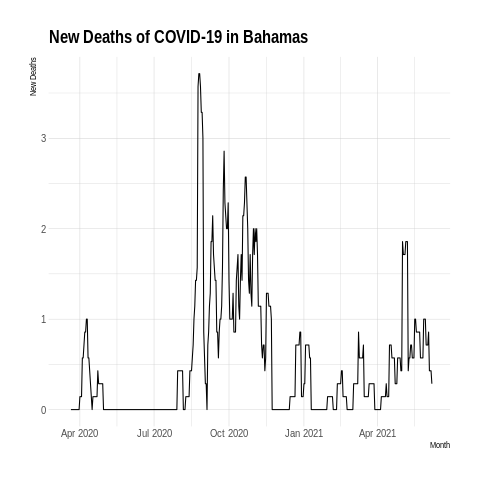 New Deaths of COVID-19 in Bahamas
New Deaths
3
2
1
0
Apr 2020 Jul 2020 Oct 2020 Jan 2021 Apr 2021
Month